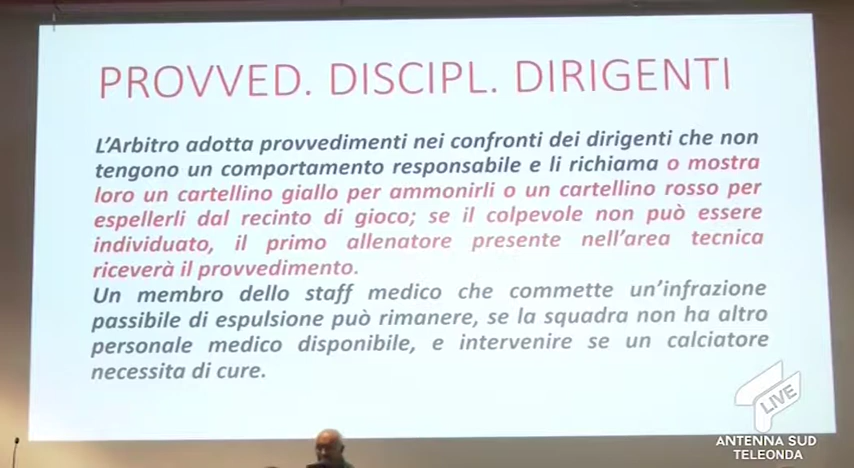 PROVVED. DISCIPL. DIRIGENTI
L'Arbitro adotta provvedimenti nei confronti dei dirigenti che non
tengono un comportamento responsabile e li richiama o mostra
loro un cartellino giallo per ammonirli o un cartellino rosso per
espellerli dal recinto di gioco; se il colpevole non può essere
individuato, il primo allenatore presente nell'area tecnica
riceverà il provvedimento.
Un membro dello staff medico che commette un'infrazione
passibile di espulsione può rimanere, se la squadra non ha altro
personale medico disponibile, e intervenire se un calciatore
necessita di cure.
LIVE
ANTENNA SUD
TELEONDA